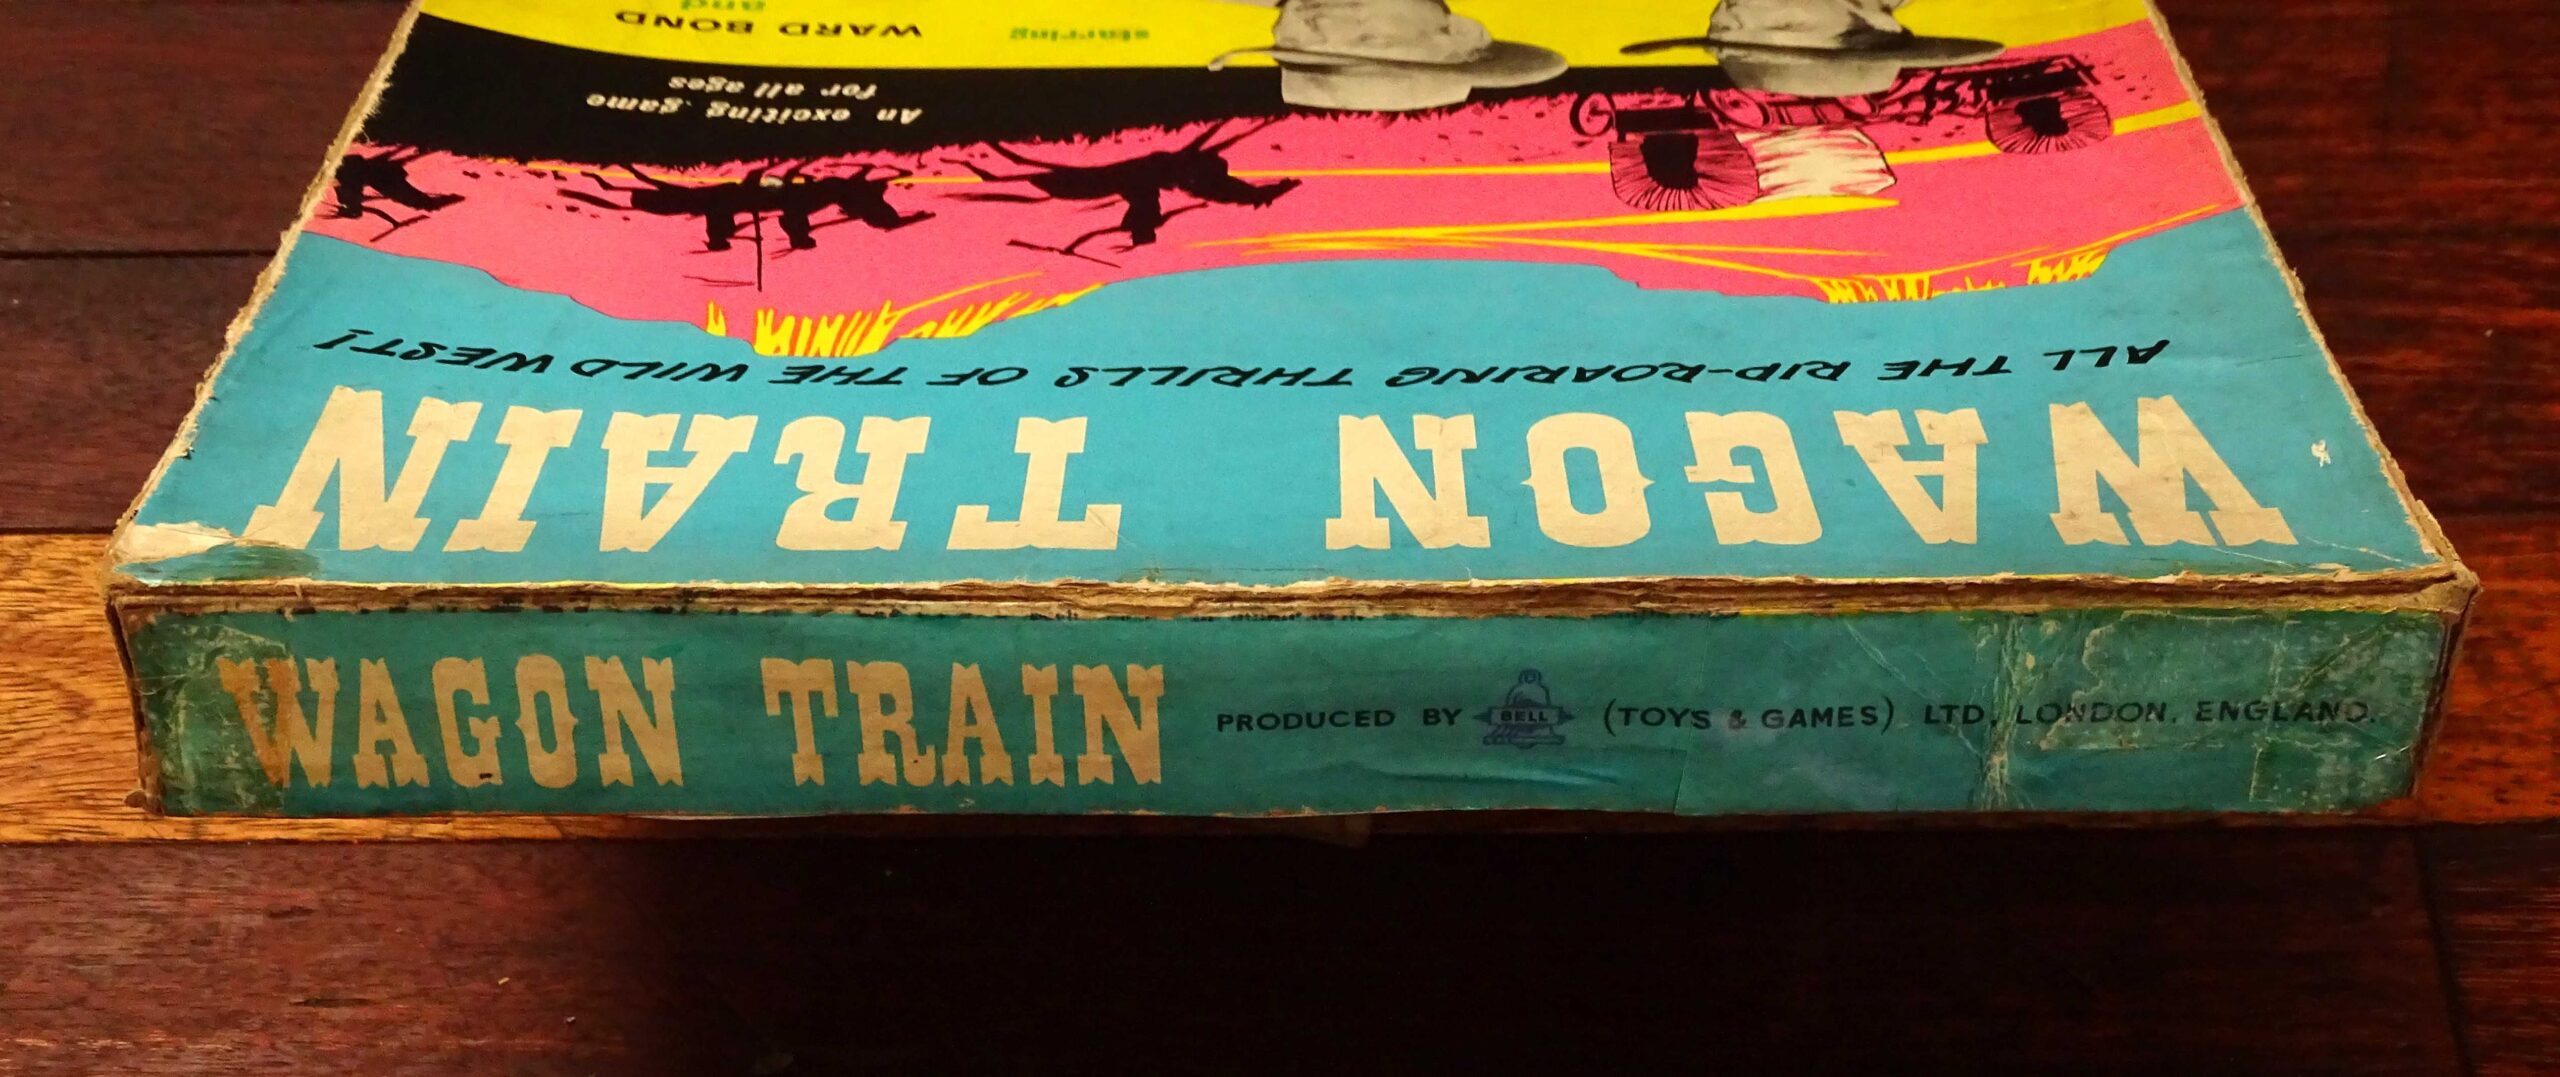 WAGON TRAIN
ALL THE RIP-ROARING THRILLS OF THE WILD WEST!
An exciting game
for all ages
starring
WARD BOND
and
WAGON TRAIN PRODUCED BY BELL (TOYS & GAMES) LTD, LONDON, ENGLAND.